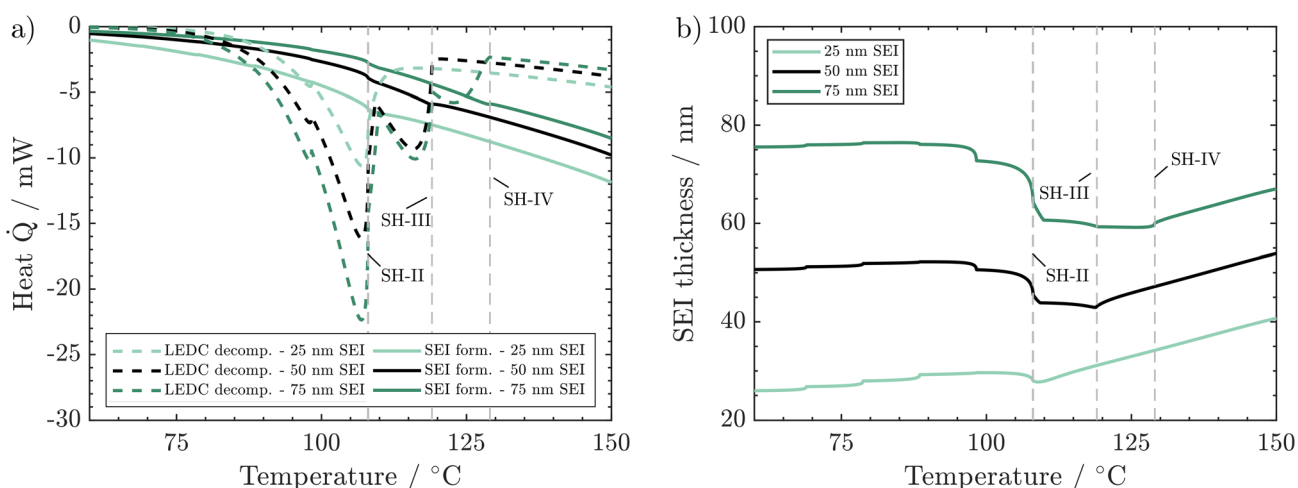 a)
0
-5
-10
-15
-20
-25
-30
Heat Q̇ / mW
SH-III
SH-IV
SH-II
LEDC decomp. - 25 nm SEI
LEDC decomp. - 50 nm SEI
LEDC decomp. - 75 nm SEI
SEI form. - 25 nm SEI
SEI form. - 50 nm SEI
SEI form. - 75 nm SEI
75 100 125 150
Temperature / °C
b)
100
80
60
40
20
SEI thickness / nm
25 nm SEI
50 nm SEI
75 nm SEI
SH-III
SH-IV
SH-II
75 100 125 150
Temperature / °C